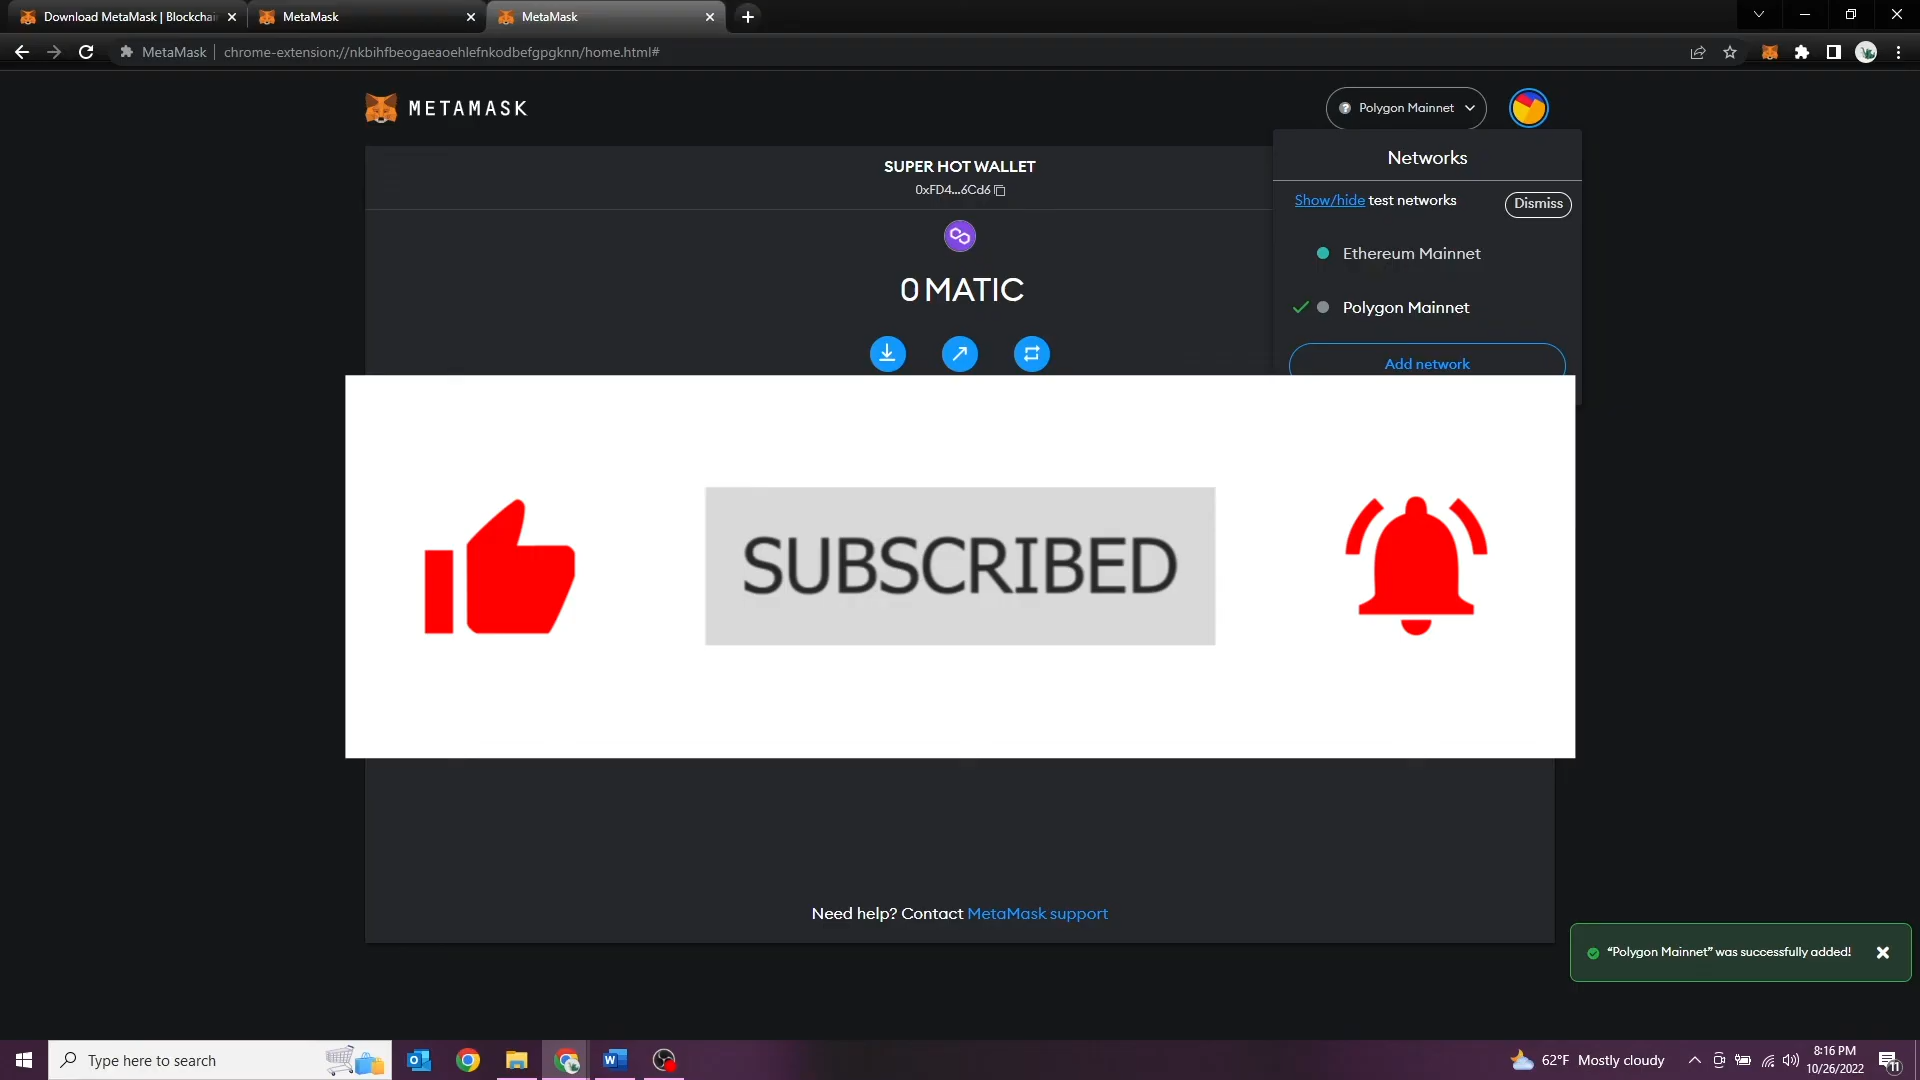 Download MetaMask | Blockchain
MetaMask
MetaMask
MetaMask
chrome-extension://nkbihfbeogaeaoehlefnkodbefgpgknn/home.html#
METAMASK
Polygon Mainnet
SUPER HOT WALLET
0xFD4...6Cd6
0 MATIC
Networks
Show/hide test networks
Dismiss
Ethereum Mainnet
Polygon Mainnet
Add network
SUBSCRIBED
Need help? Contact MetaMask support
“Polygon Mainnet” was successfully added!
Type here to search
62°F Mostly cloudy
8:16 PM
10/26/2022
11